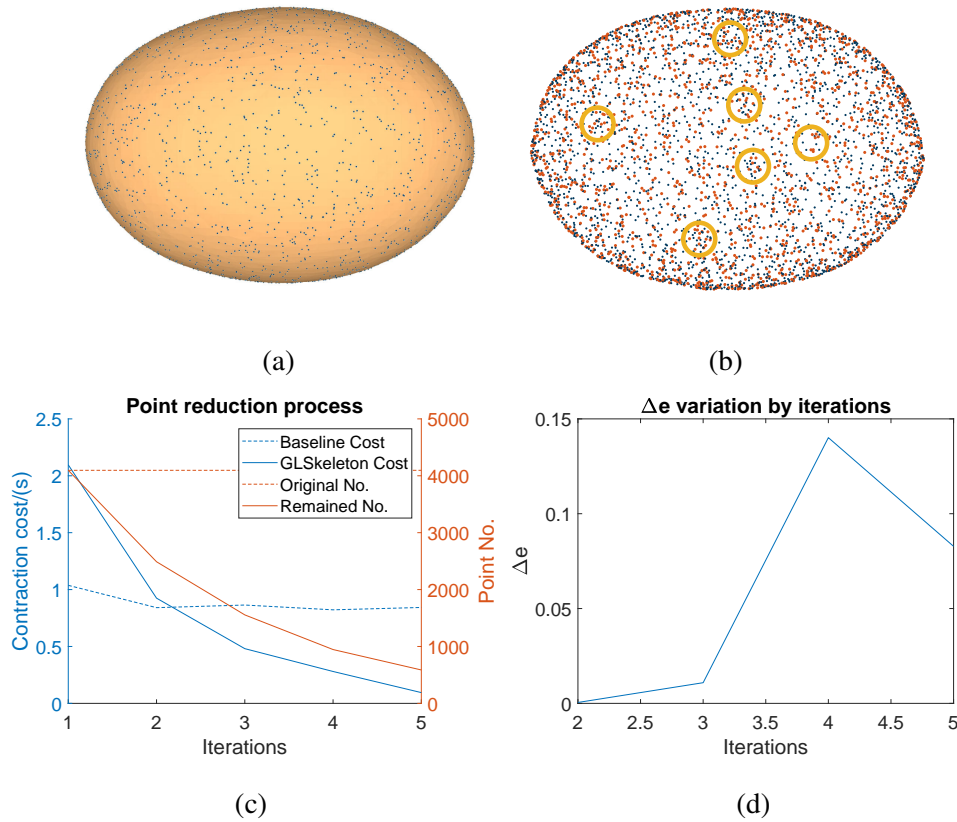 (a)
(b)
Point reduction process
2.5
2
1.5
1
0.5
0
Contraction cost/(s)
5000
4000
3000
2000
1000
0
Point No.
Baseline Cost
GLSkeleton Cost
Original No.
Remained No.
1 2 3 4 5
Iterations
(c)
Δe variation by iterations
0.15
0.1
0.05
0
Δe
2 2.5 3 3.5 4 4.5 5
Iterations
(d)